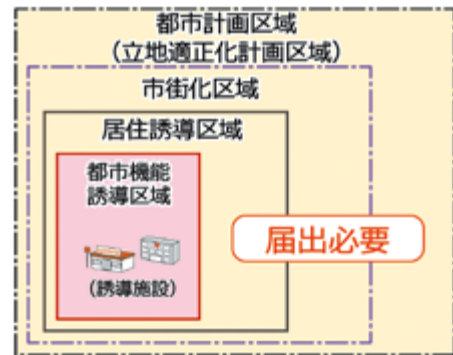 都市計画区域
（立地適正化計画区域）
市街化区域
居住誘導区域
都市機能
誘導区域
届出必要
（誘導施設）